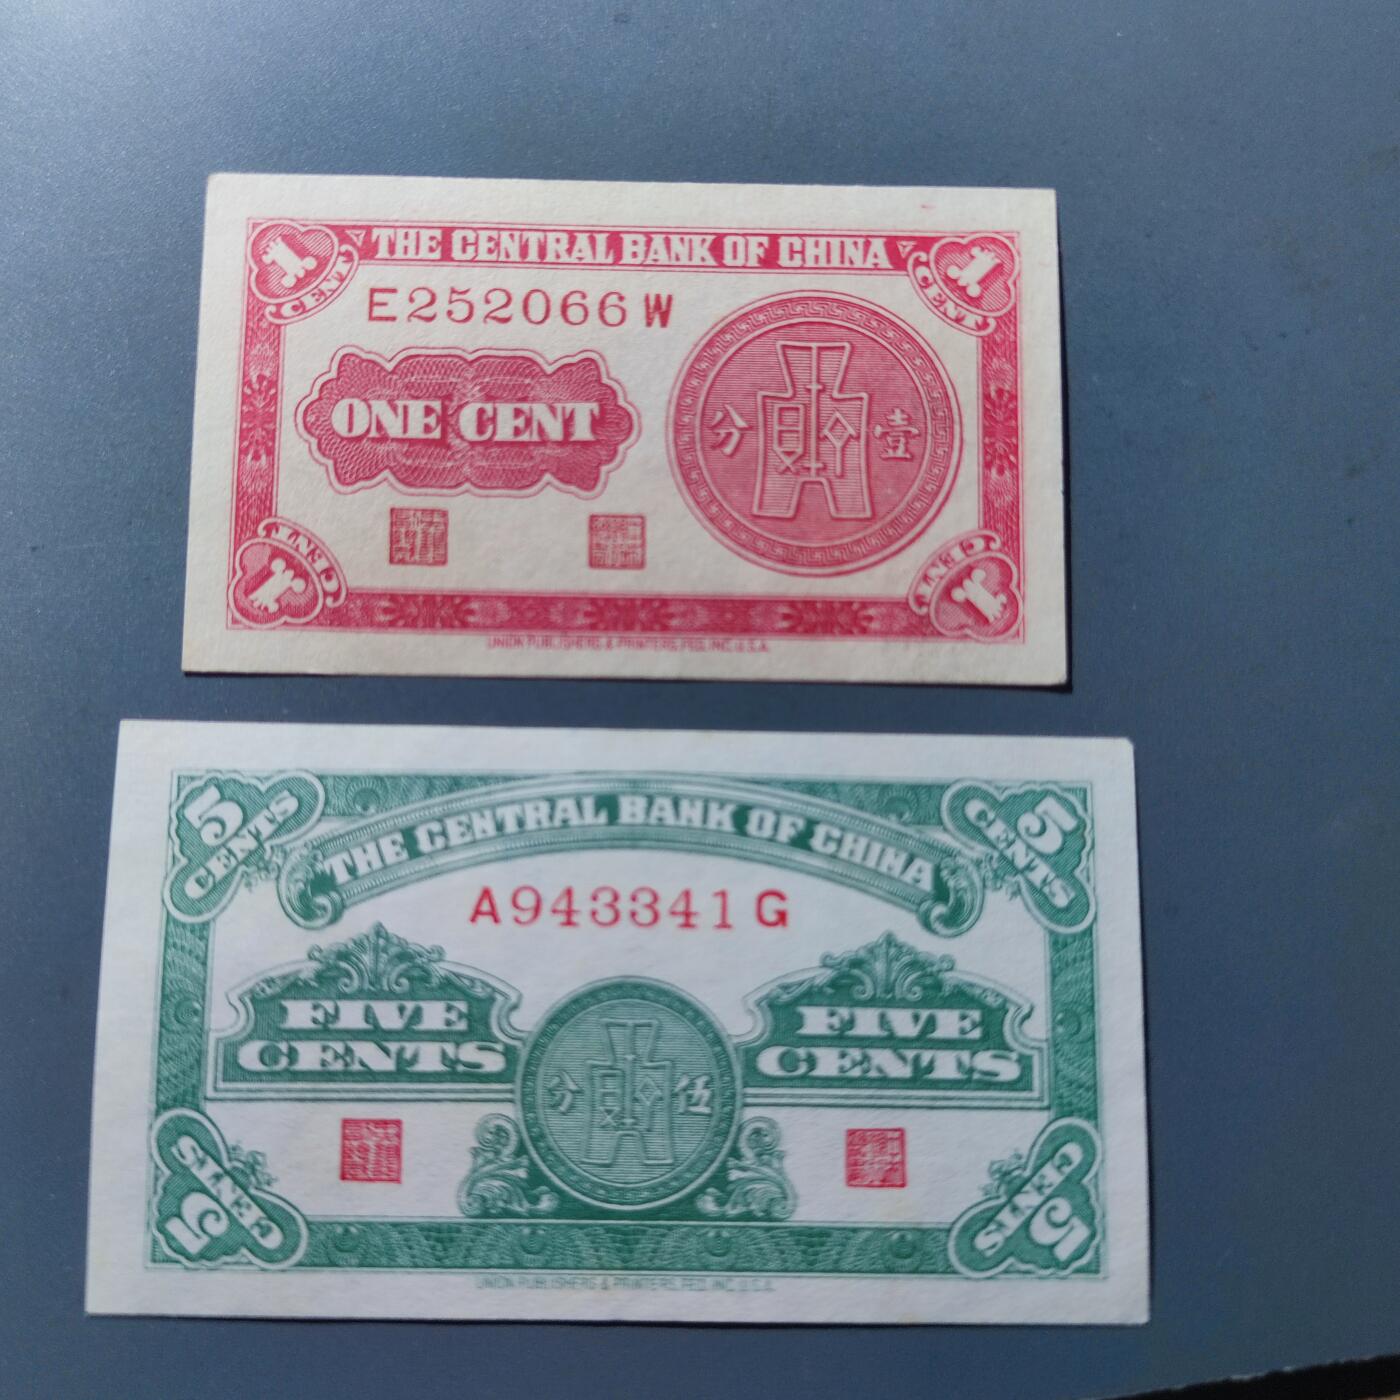 THE CENTRAL BANK OF CHINA
1 CENT
1 CENT
E252066W
ONE CENT
分 壹
1 CENT
1 CENT
UNION PUBLISHERS & PRINTERS FED. INC. U.S.A.
5 CENTS
5 CENTS
THE CENTRAL BANK OF CHINA
A943341G
FIVE CENTS
FIVE CENTS
分 伍
5 CENTS
5 CENTS
UNION PUBLISHERS & PRINTERS FED. INC. U.S.A.